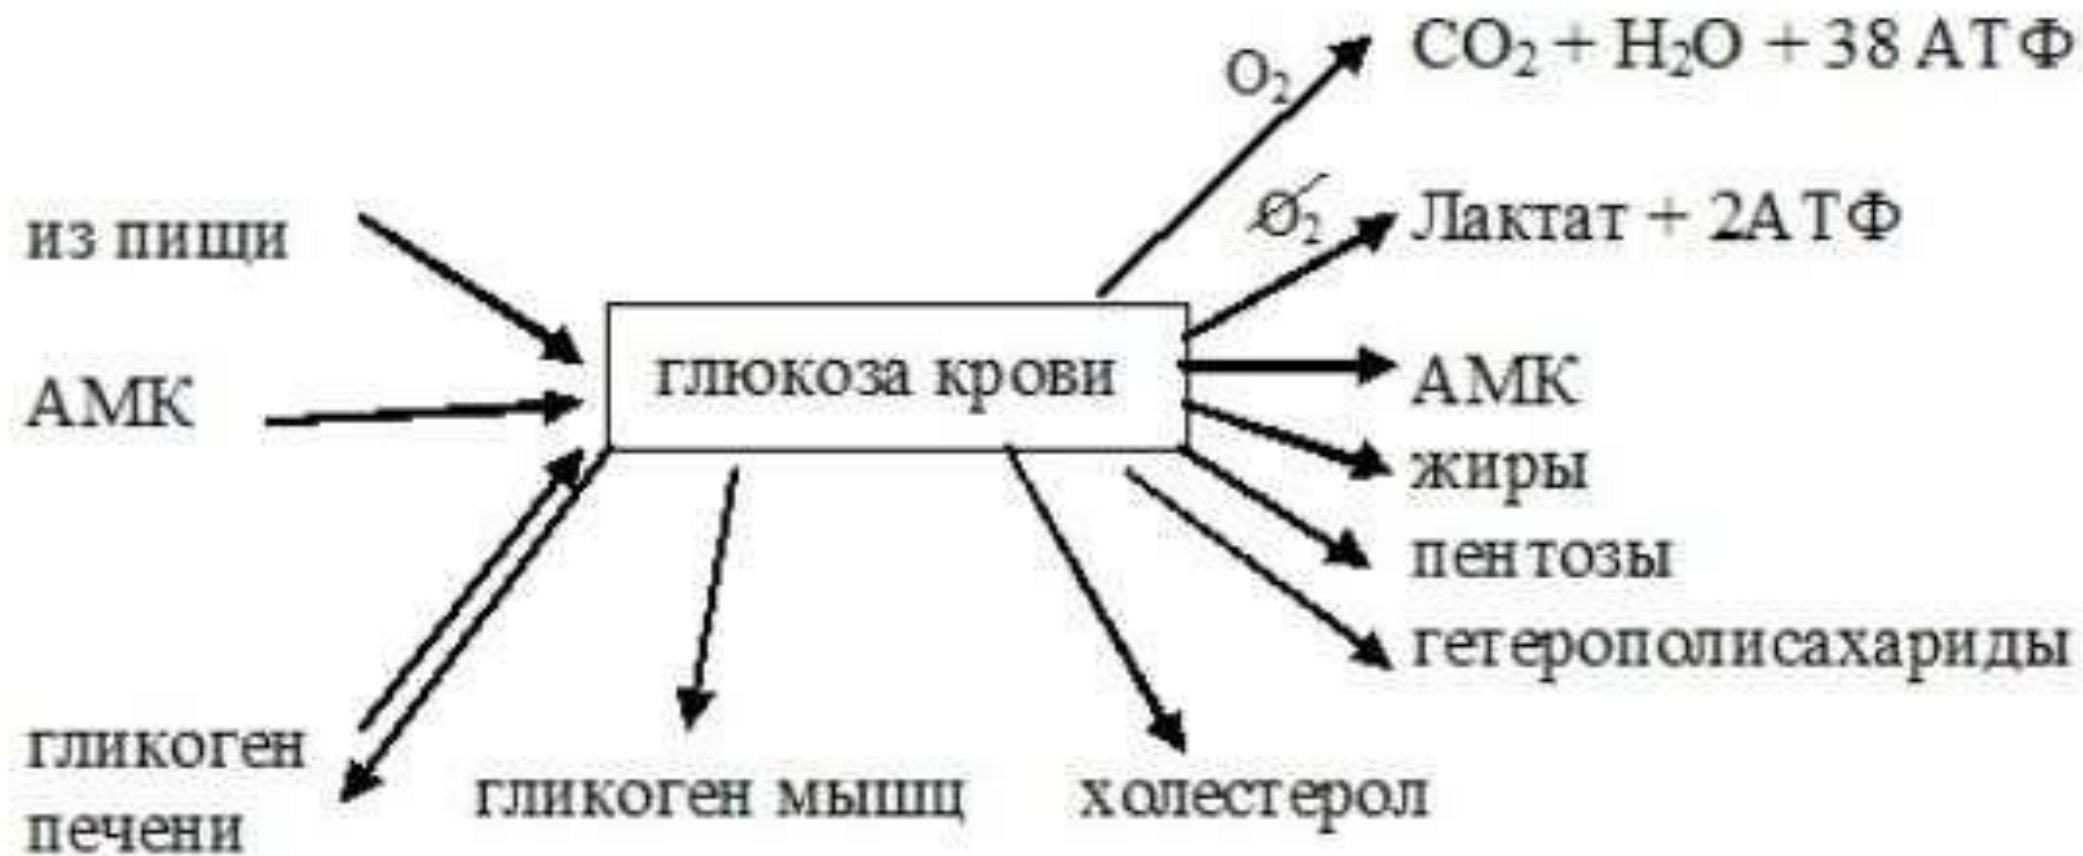 O₂
CO₂ + H₂O + 38 АТФ
O₂
Лактат + 2АТФ
из пищи
глюкоза крови
АМК
АМК
жиры
пентозы
гетерополисахариды
гликоген
печени
гликоген мышц
холестерол